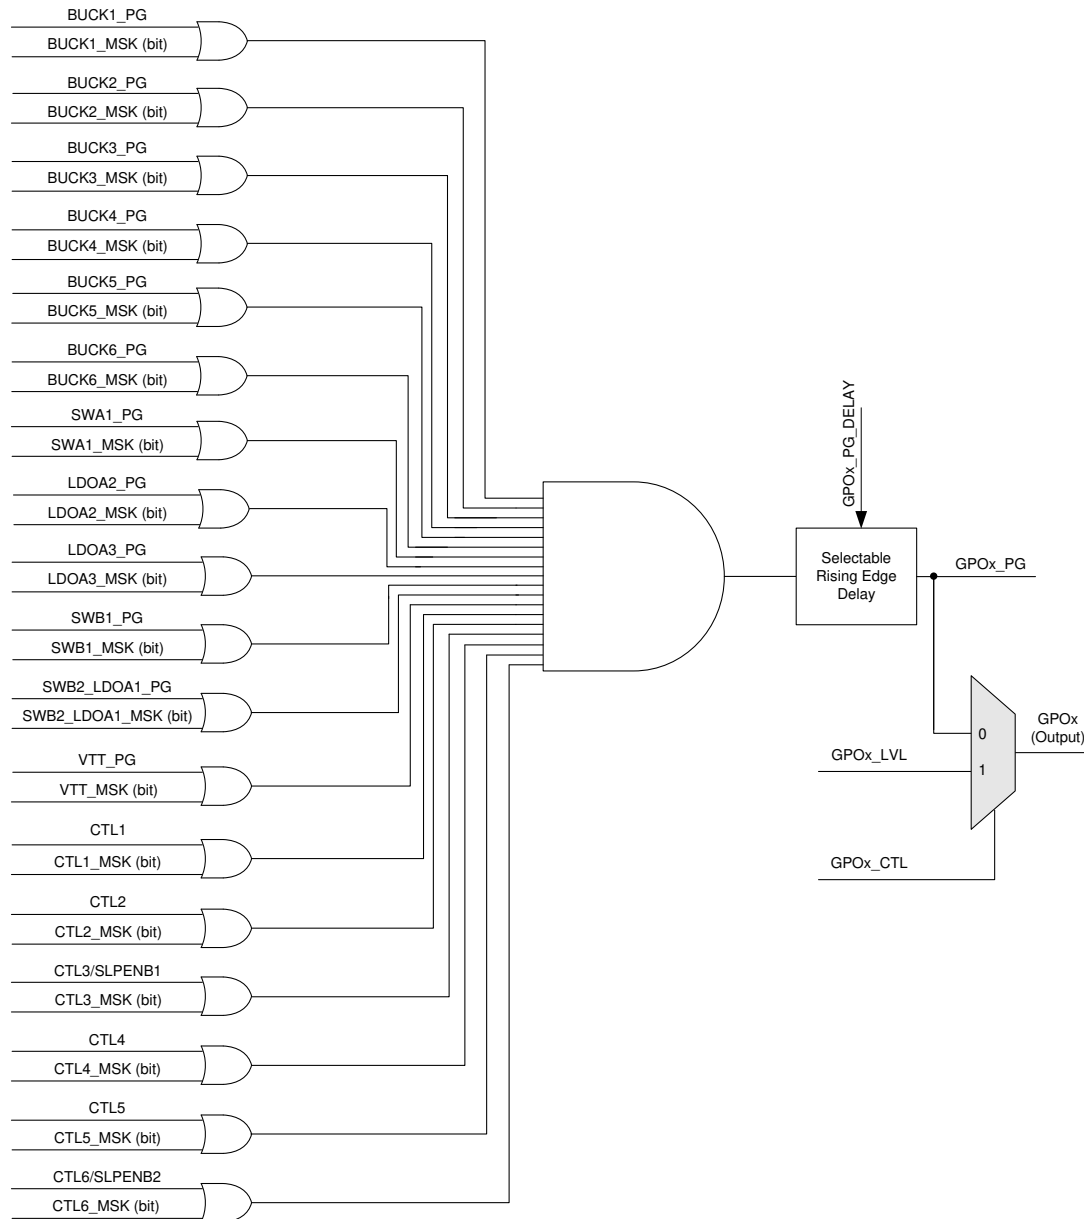 BUCK1_PG
BUCK1_MSK (bit)
BUCK2_PG
BUCK2_MSK (bit)
BUCK3_PG
BUCK3_MSK (bit)
BUCK4_PG
BUCK4_MSK (bit)
BUCK5_PG
BUCK5_MSK (bit)
BUCK6_PG
BUCK6_MSK (bit)
SWA1_PG
SWA1_MSK (bit)
LDOA2_PG
LDOA2_MSK (bit)
LDOA3_PG
LDOA3_MSK (bit)
SWB1_PG
SWB1_MSK (bit)
SWB2_LDOA1_PG
SWB2_LDOA1_MSK (bit)
VTT_PG
VTT_MSK (bit)
CTL1
CTL1_MSK (bit)
CTL2
CTL2_MSK (bit)
CTL3/SLPENB1
CTL3_MSK (bit)
CTL4
CTL4_MSK (bit)
CTL5
CTL5_MSK (bit)
CTL6/SLPENB2
CTL6_MSK (bit)
GPOx_PG_DELAY
Selectable
Rising Edge
Delay
GPOx_PG
GPOx_LVL
0
1
GPOx
(Output)
GPOx_CTL